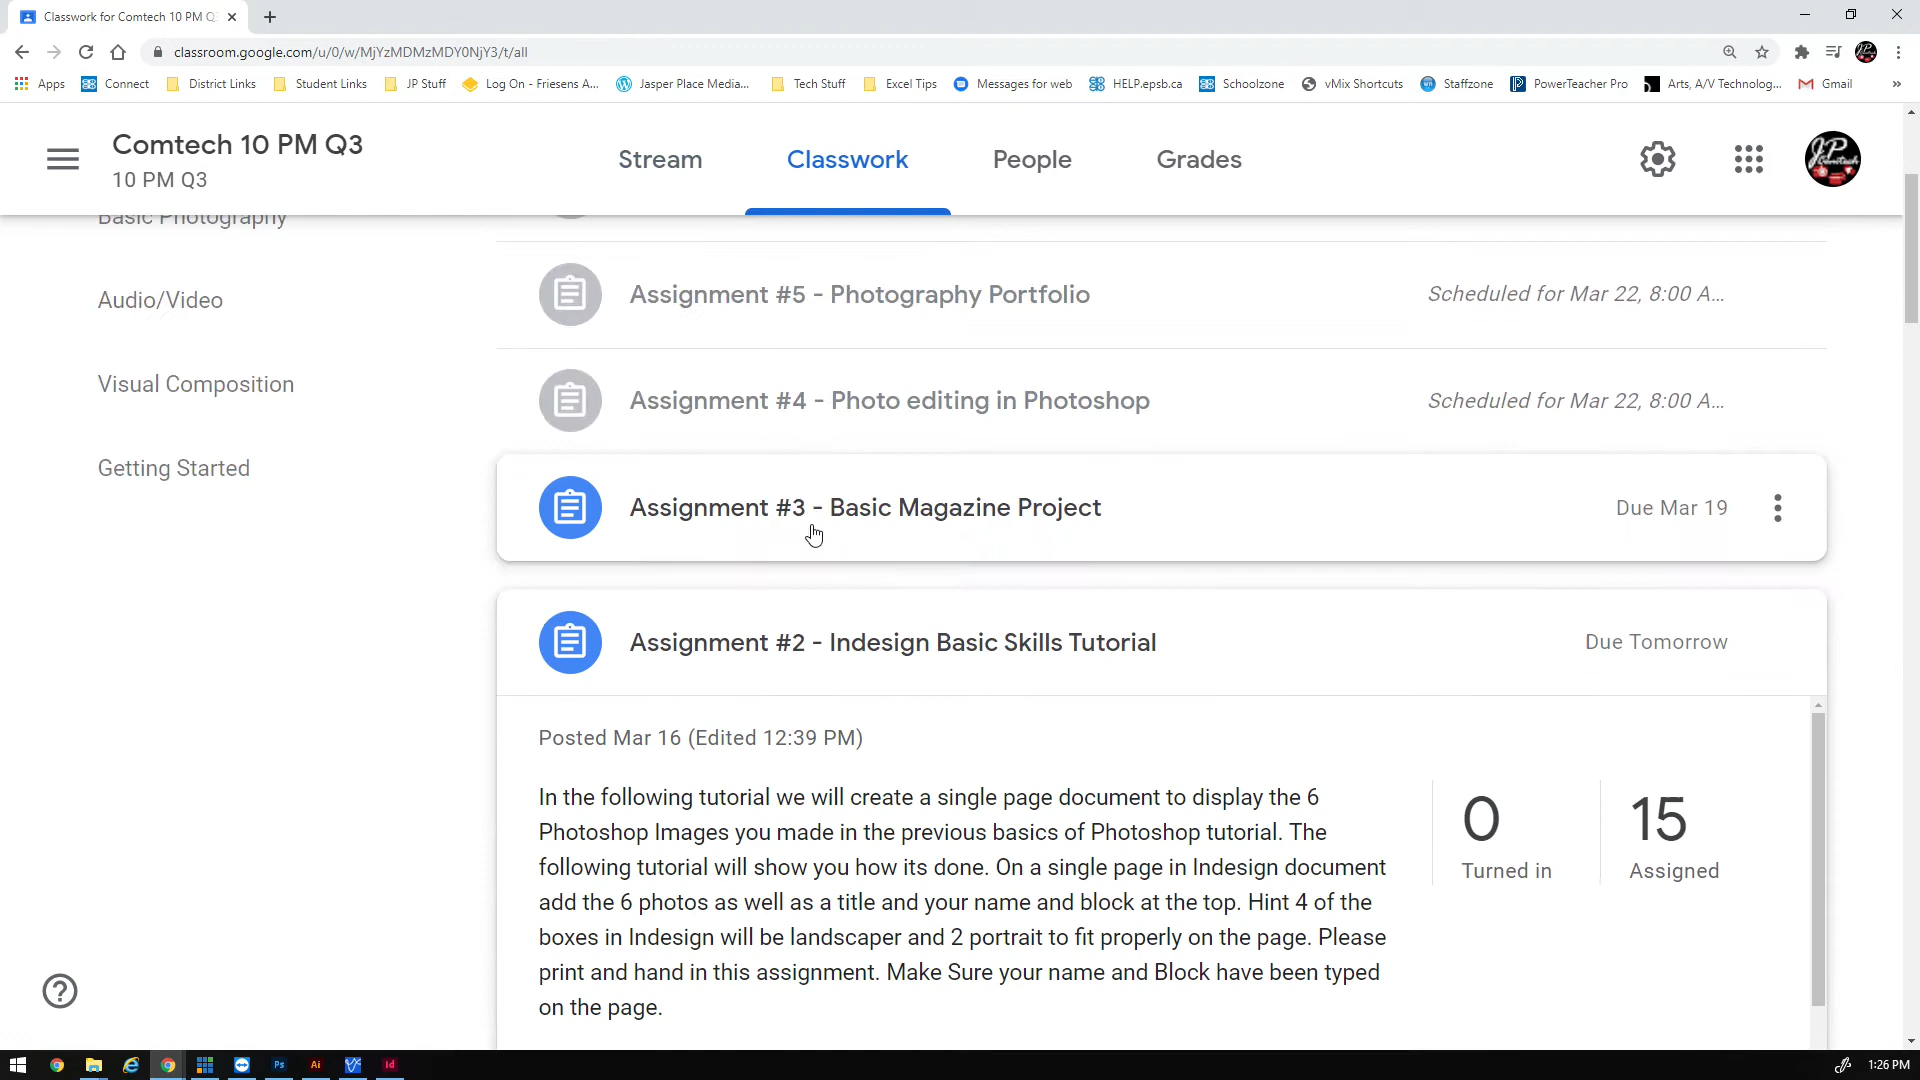 Classwork for Comtech 10 PM Q3
classroom.google.com/u/0/w/MjYzMDMzMDY0NjY3/t/all
Apps
Connect
District Links
Student Links
JP Stuff
Log On - Friesens A...
Jasper Place Media...
Tech Stuff
Excel Tips
Messages for web
HELP.epsb.ca
Schoolzone
vMix Shortcuts
Staffzone
PowerTeacher Pro
Arts, A/V Technolog...
Gmail
»
Comtech 10 PM Q3
10 PM Q3
Stream
Classwork
People
Grades
Basic Photography
Audio/Video
Visual Composition
Getting Started
Assignment #5 - Photography Portfolio
Scheduled for Mar 22, 8:00 A...
Assignment #4 - Photo editing in Photoshop
Scheduled for Mar 22, 8:00 A...
Assignment #3 - Basic Magazine Project
Due Mar 19
Assignment #2 - Indesign Basic Skills Tutorial
Due Tomorrow
Posted Mar 16 (Edited 12:39 PM)
In the following tutorial we will create a single page document to display the 6
Photoshop Images you made in the previous basics of Photoshop tutorial. The
following tutorial will show you how its done. On a single page in Indesign document
add the 6 photos as well as a title and your name and block at the top. Hint 4 of the
boxes in Indesign will be landscaper and 2 portrait to fit properly on the page. Please
print and hand in this assignment. Make Sure your name and Block have been typed
on the page.
0
Turned in
15
Assigned
Ps
Ai
Id
1:26 PM